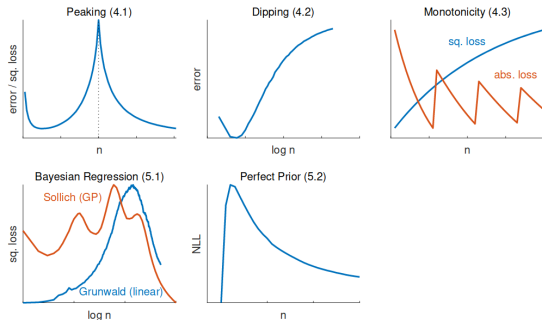 Peaking (4.1)
error / sq. loss
n
Dipping (4.2)
error
log n
Monotonicity (4.3)
sq. loss
abs. loss
n
Bayesian Regression (5.1)
Sollich (GP)
sq. loss
Grunwald (linear)
log n
Perfect Prior (5.2)
NLL
n